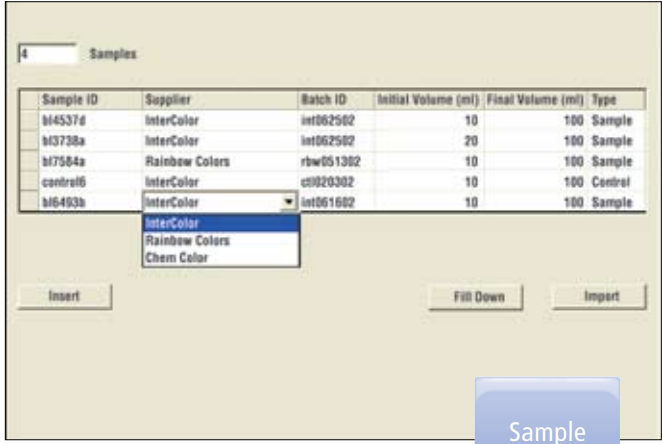 4 Samples
Sample ID Supplier Batch ID Initial Volume (ml) Final Volume (ml) Type
bl4537d InterColor int062502 10 100 Sample
bl3738a InterColor int062502 20 100 Sample
bl7584a Rainbow Colors rbw051302 10 100 Sample
control6 InterColor ctl020302 10 100 Control
bl6493b InterColor int061602 10 100 Sample
InterColor
Rainbow Colors
Chem Color
Insert Fill Down Import
Sample